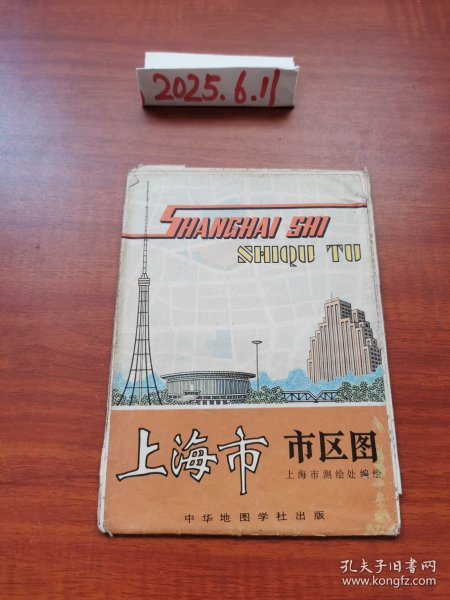 2025.6.11
SHANGHAI SHI
SHIQU TU
上海市 市区图
上海市测绘处编绘
中华地图学社出版
孔夫子旧书网
www.kongfz.com